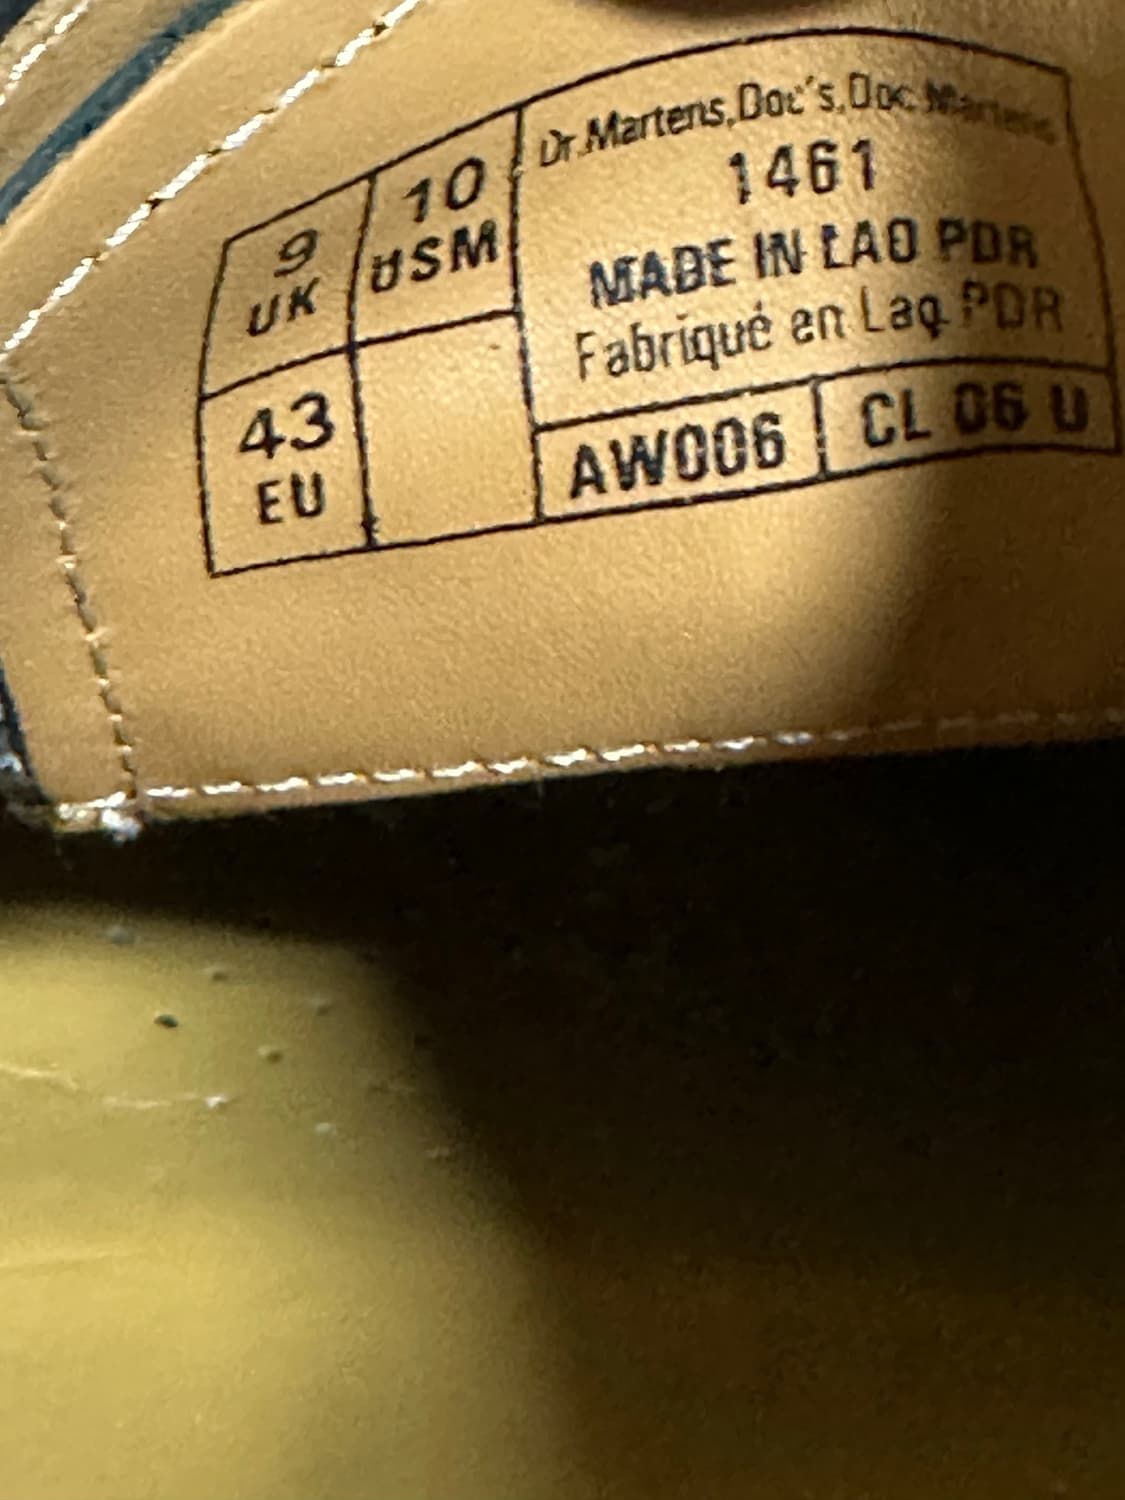 9
UK
10
USM
43
EU
Dr.Martens,Doc's,Doc Martens
1461
MADE IN LAO PDR
Fabriqué en Lao PDR
AW006
CL 06 U